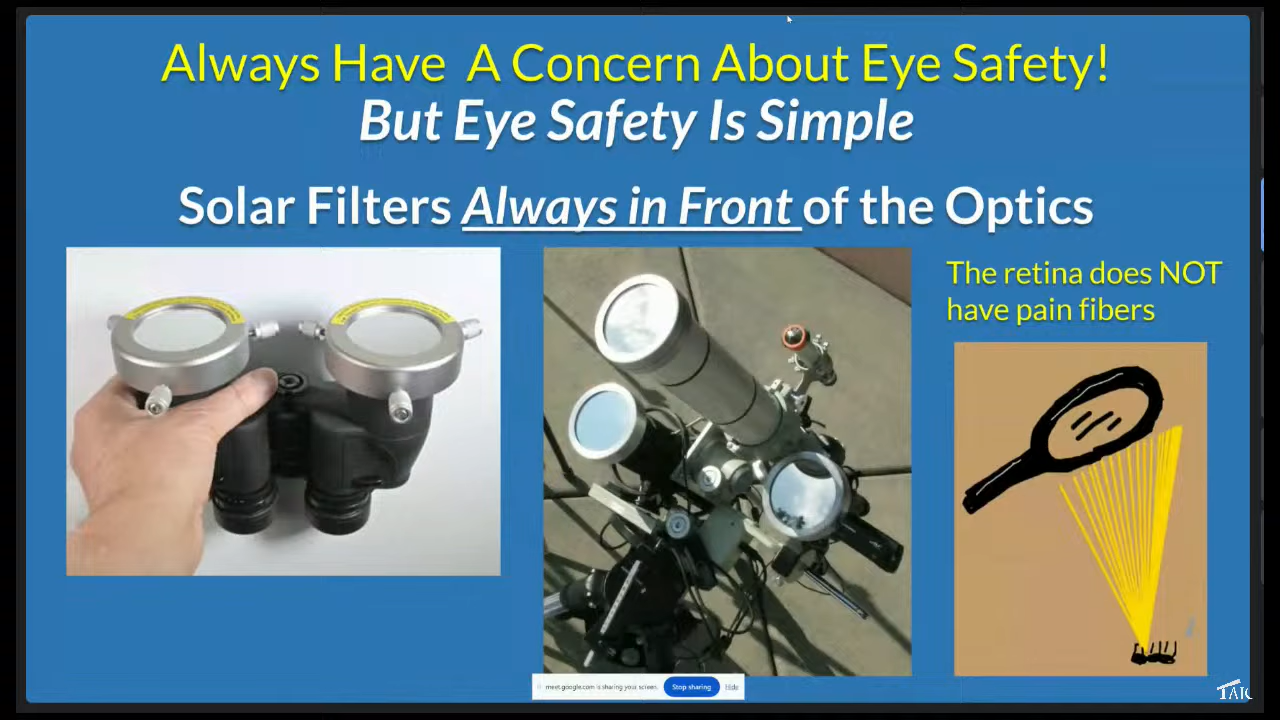 Always Have A Concern About Eye Safety!
But Eye Safety Is Simple
Solar Filters Always in Front of the Optics
The retina does NOT
have pain fibers
meet.google.com is sharing your screen.
Stop sharing
Hide